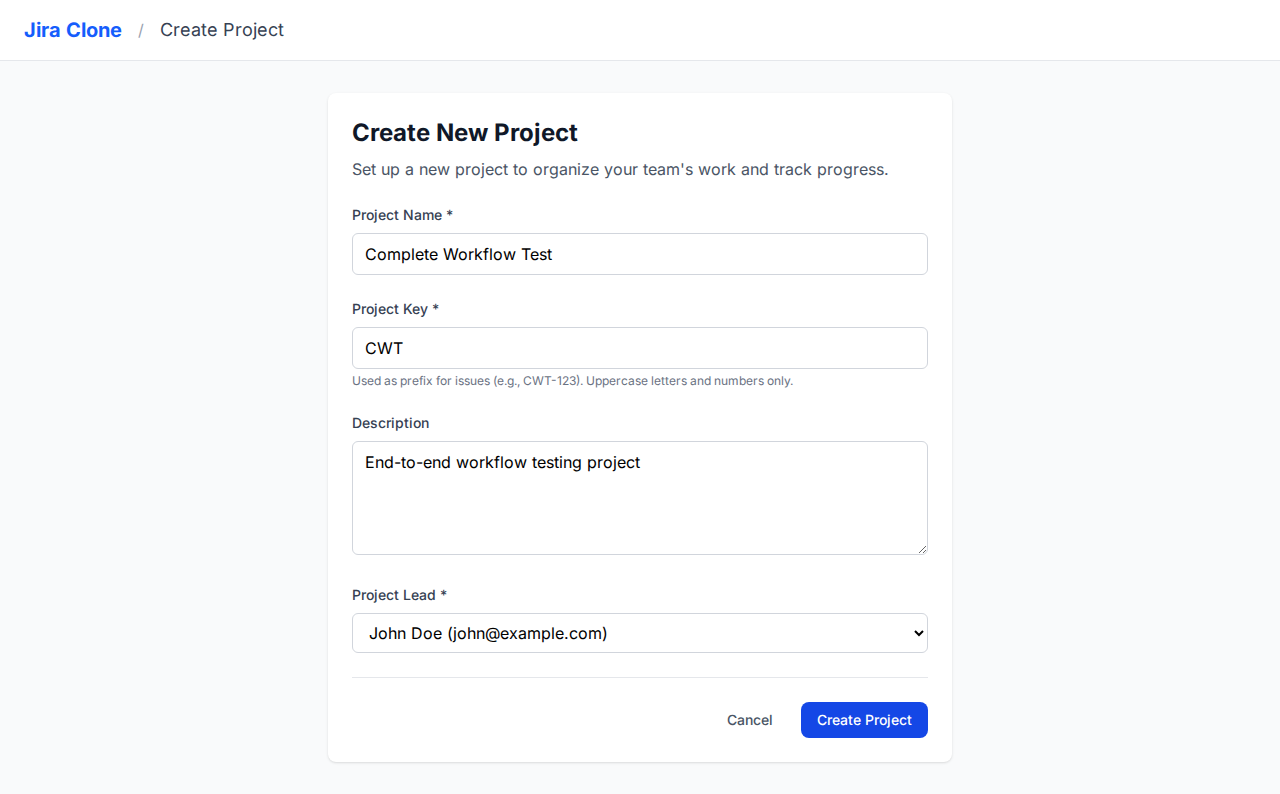 Jira Clone / Create Project
Create New Project
Set up a new project to organize your team's work and track progress.
Project Name *
Complete Workflow Test
Project Key *
CWT
Used as prefix for issues (e.g., CWT-123). Uppercase letters and numbers only.
Description
End-to-end workflow testing project
Project Lead *
John Doe (john@example.com)
Cancel Create Project